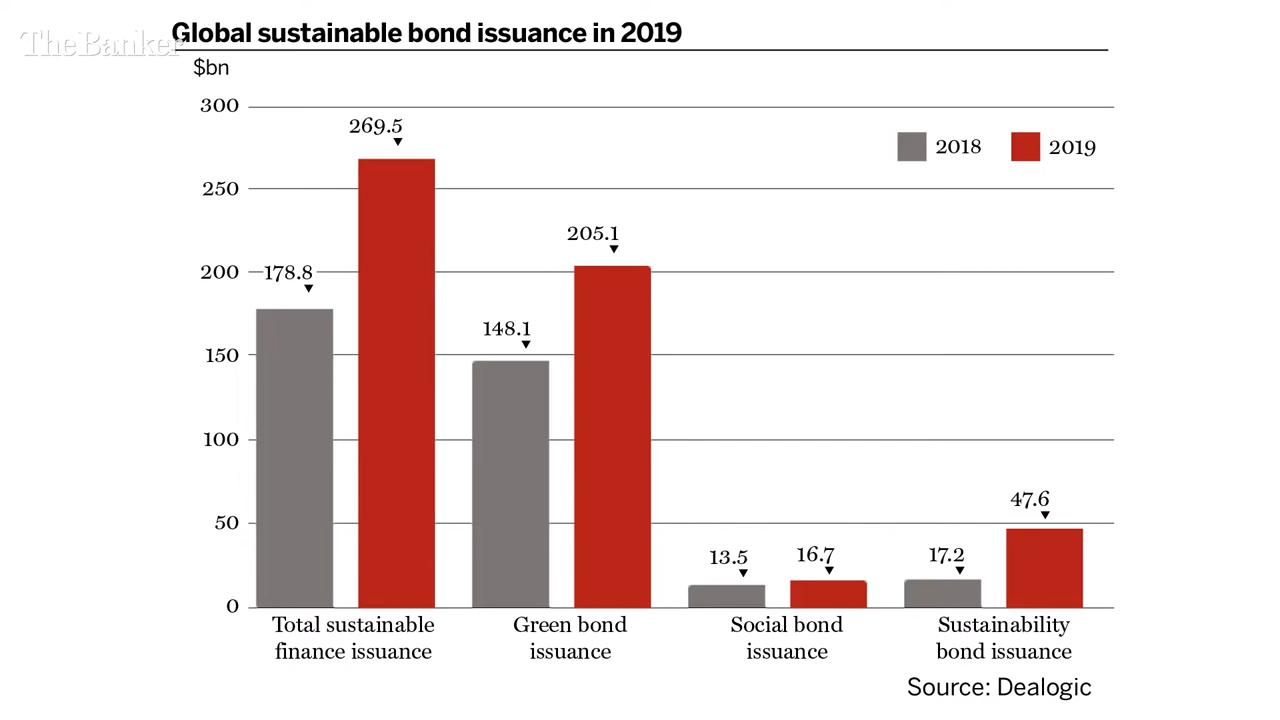 TheBanker
Global sustainable bond issuance in 2019
$bn
300
250
200
150
100
50
0
2018
2019
178.8
269.5
148.1
205.1
13.5
16.7
17.2
47.6
Total sustainable
finance issuance
Green bond
issuance
Social bond
issuance
Sustainability
bond issuance
Source: Dealogic